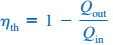 η_th = 1 − Q_out / Q_in